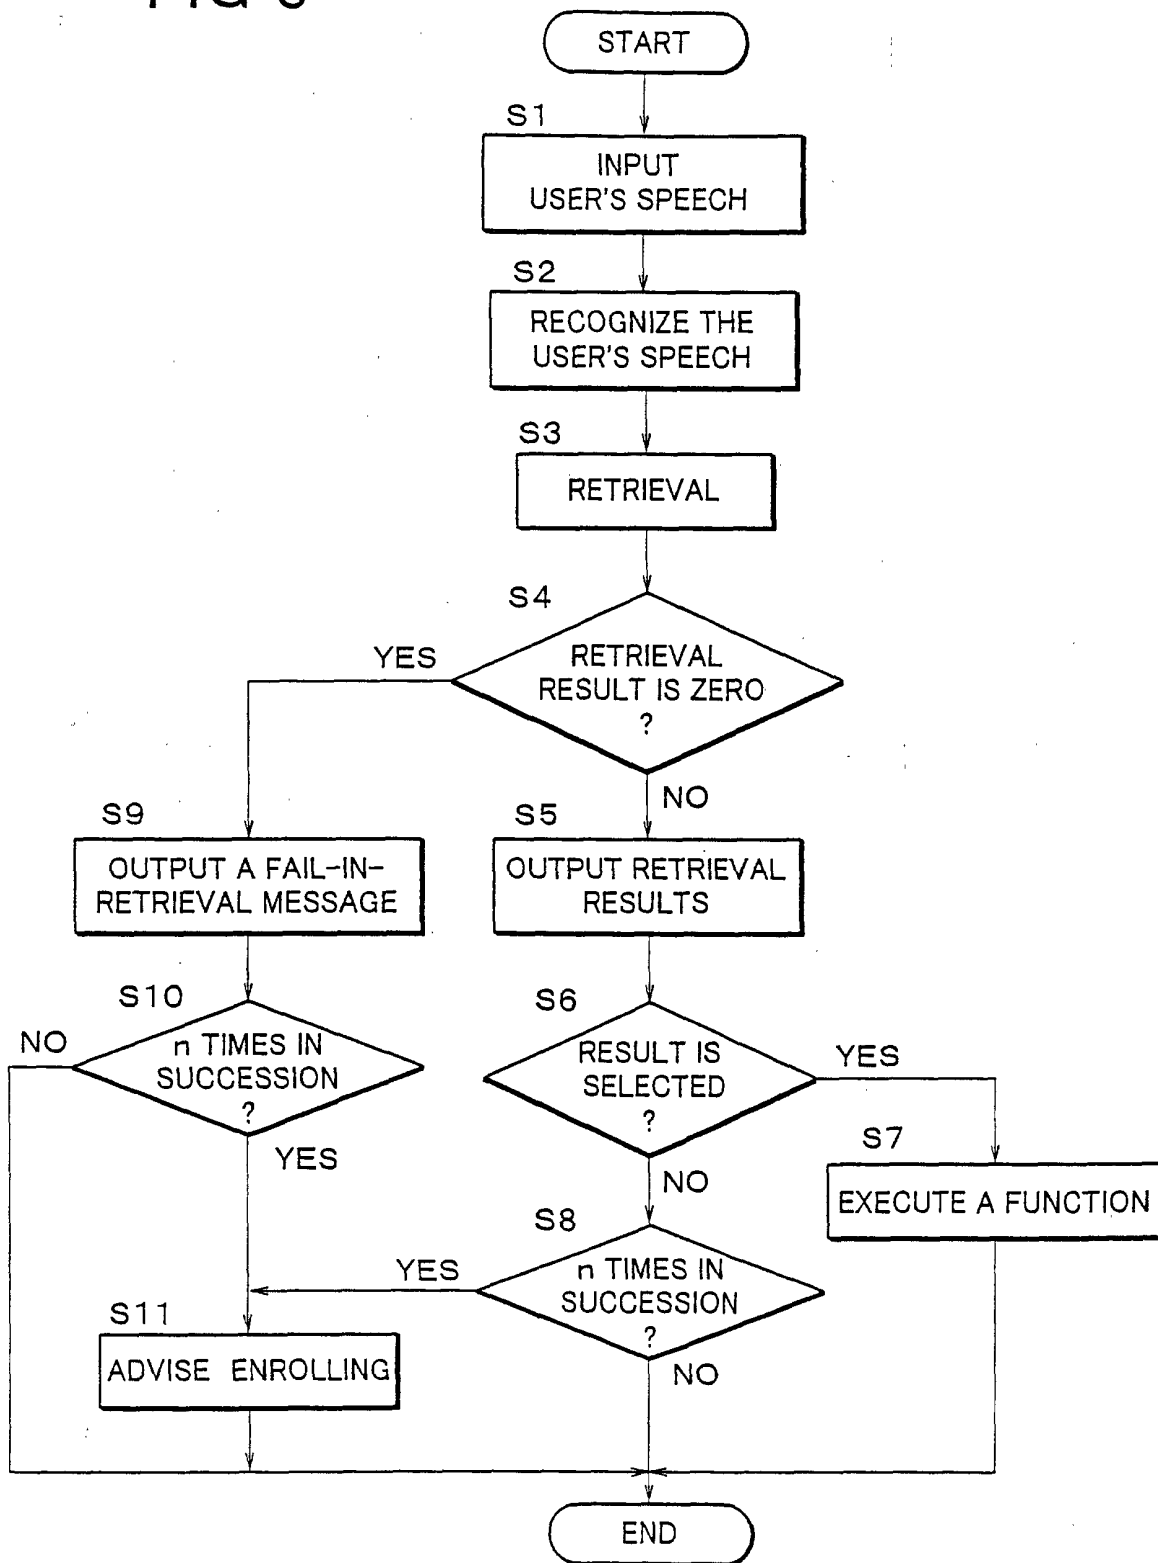 START
S1
INPUT
USER'S SPEECH
S2
RECOGNIZE THE
USER'S SPEECH
S3
RETRIEVAL
S4
YES
RETRIEVAL
RESULT IS ZERO
?
NO
S9
OUTPUT A FAIL-IN-
RETRIEVAL MESSAGE
S5
OUTPUT RETRIEVAL
RESULTS
S10
NO
n TIMES IN
SUCCESSION
?
YES
S6
RESULT IS
SELECTED
?
YES
NO
S7
EXECUTE A FUNCTION
S8
YES
n TIMES IN
SUCCESSION
?
NO
S11
ADVISE ENROLLING
END